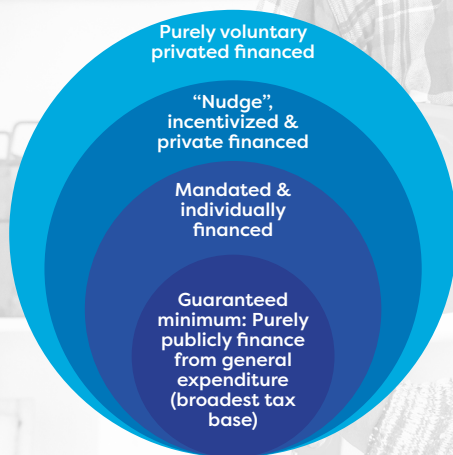 Purely voluntary
privated financed
“Nudge”,
incentivized &
private financed
Mandated &
individually
financed
Guaranteed
minimum: Purely
publicly finance
from general
expenditure
(broadest tax
base)